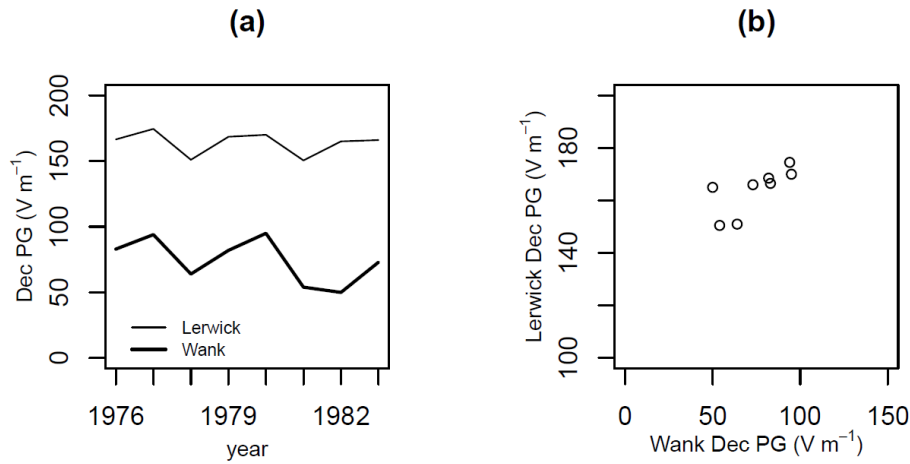 (a)
Dec PG (V m⁻¹)
200
150
100
50
0
Lerwick
Wank
1976 1979 1982
year
(b)
Lerwick Dec PG (V m⁻¹)
180
140
100
0 50 100 150
Wank Dec PG (V m⁻¹)